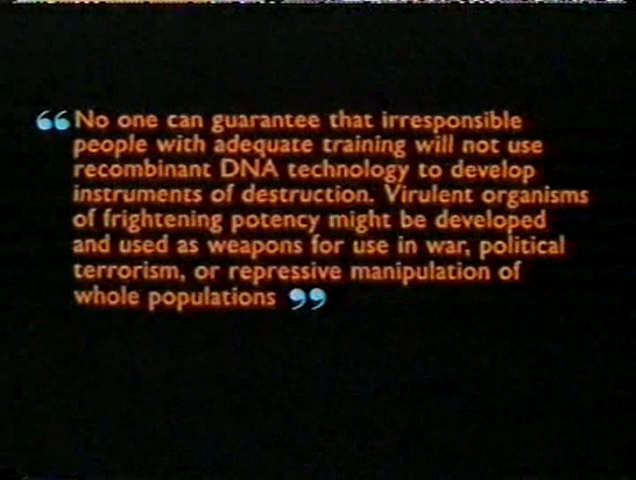 “No one can guarantee that irresponsible
people with adequate training will not use
recombinant DNA technology to develop
instruments of destruction. Virulent organisms
of frightening potency might be developed
and used as weapons for use in war, political
terrorism, or repressive manipulation of
whole populations”